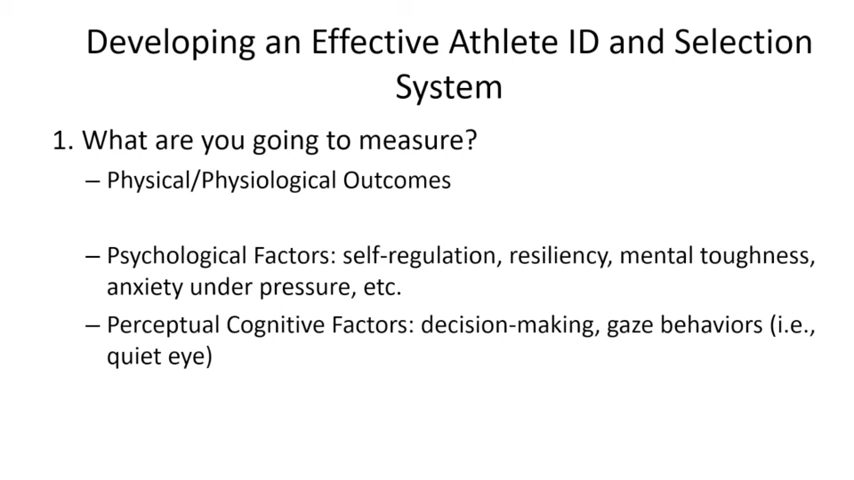 Developing an Effective Athlete ID and Selection
System
1. What are you going to measure?
– Physical/Physiological Outcomes
– Psychological Factors: self-regulation, resiliency, mental toughness,
anxiety under pressure, etc.
– Perceptual Cognitive Factors: decision-making, gaze behaviors (i.e.,
quiet eye)